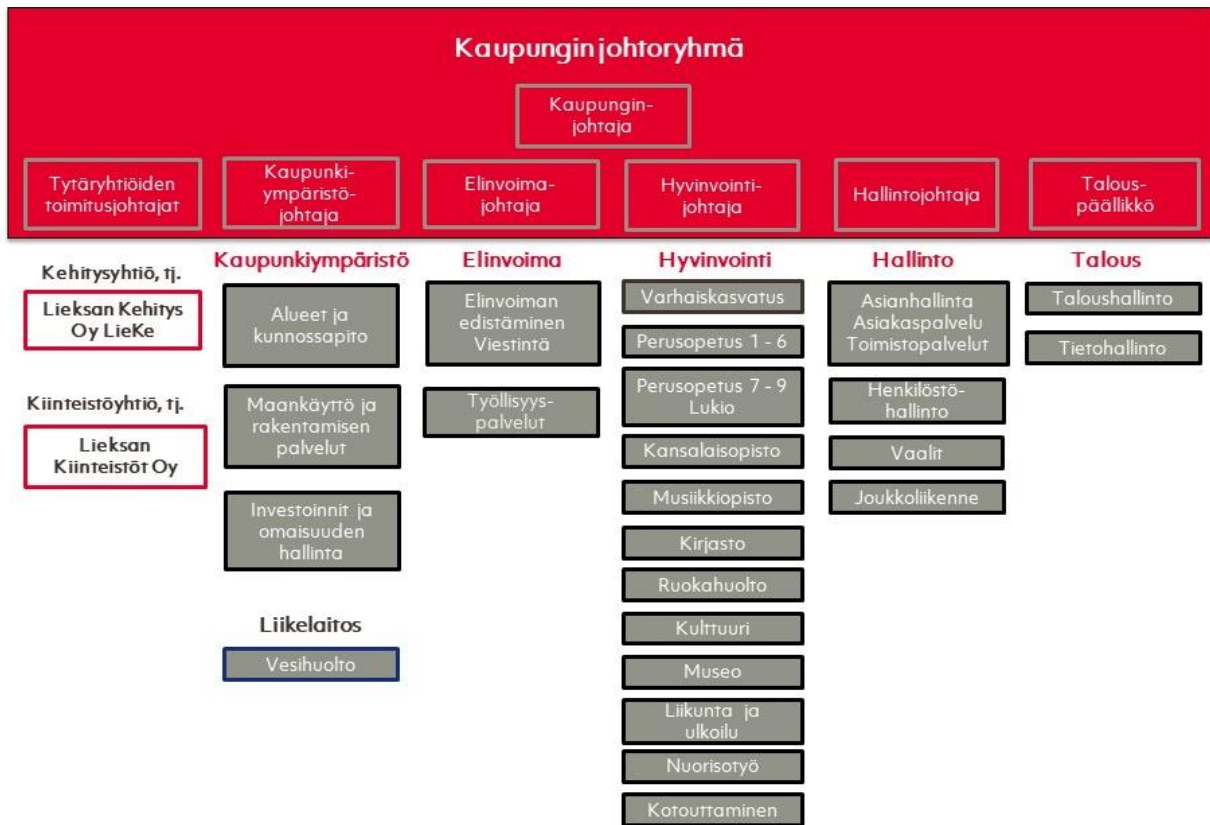 Kaupungin johtoryhmä
Kaupungin-
johtaja
Tytäryhtiöiden
toimitusjohtajat
Kaupunki-
ympäristö-
johtaja
Elinvoima-
johtaja
Hyvinvointi-
johtaja
Hallintojohtaja
Talous-
päällikkö
Kehitysyhtiö, tj.
Lieksan Kehitys
Oy LieKe
Kiinteistöyhtiö, tj.
Lieksan
Kiinteistöt Oy
Kaupunkiympäristö
Alueet ja
kunnossapito
Maankäyttö ja
rakentamisen
palvelut
Investoinnit ja
omaisuuden
hallinta
Liikelaitos
Vesihuolto
Elinvoima
Elinvoiman
edistäminen
Viestintä
Työllisyys-
palvelut
Hyvinvointi
Varhaiskasvatus
Perusopetus 1 - 6
Perusopetus 7 - 9
Lukio
Kansalaisopisto
Musiikkiopisto
Kirjasto
Ruokahuolto
Kulttuuri
Museo
Liikunta ja
ulkoilu
Nuorisotyö
Kotouttaminen
Hallinto
Asianhallinta
Asiakaspalvelu
Toimistopalvelut
Henkilöstö-
hallinto
Vaalit
Joukkoliikenne
Talous
Taloushallinto
Tietohallinto